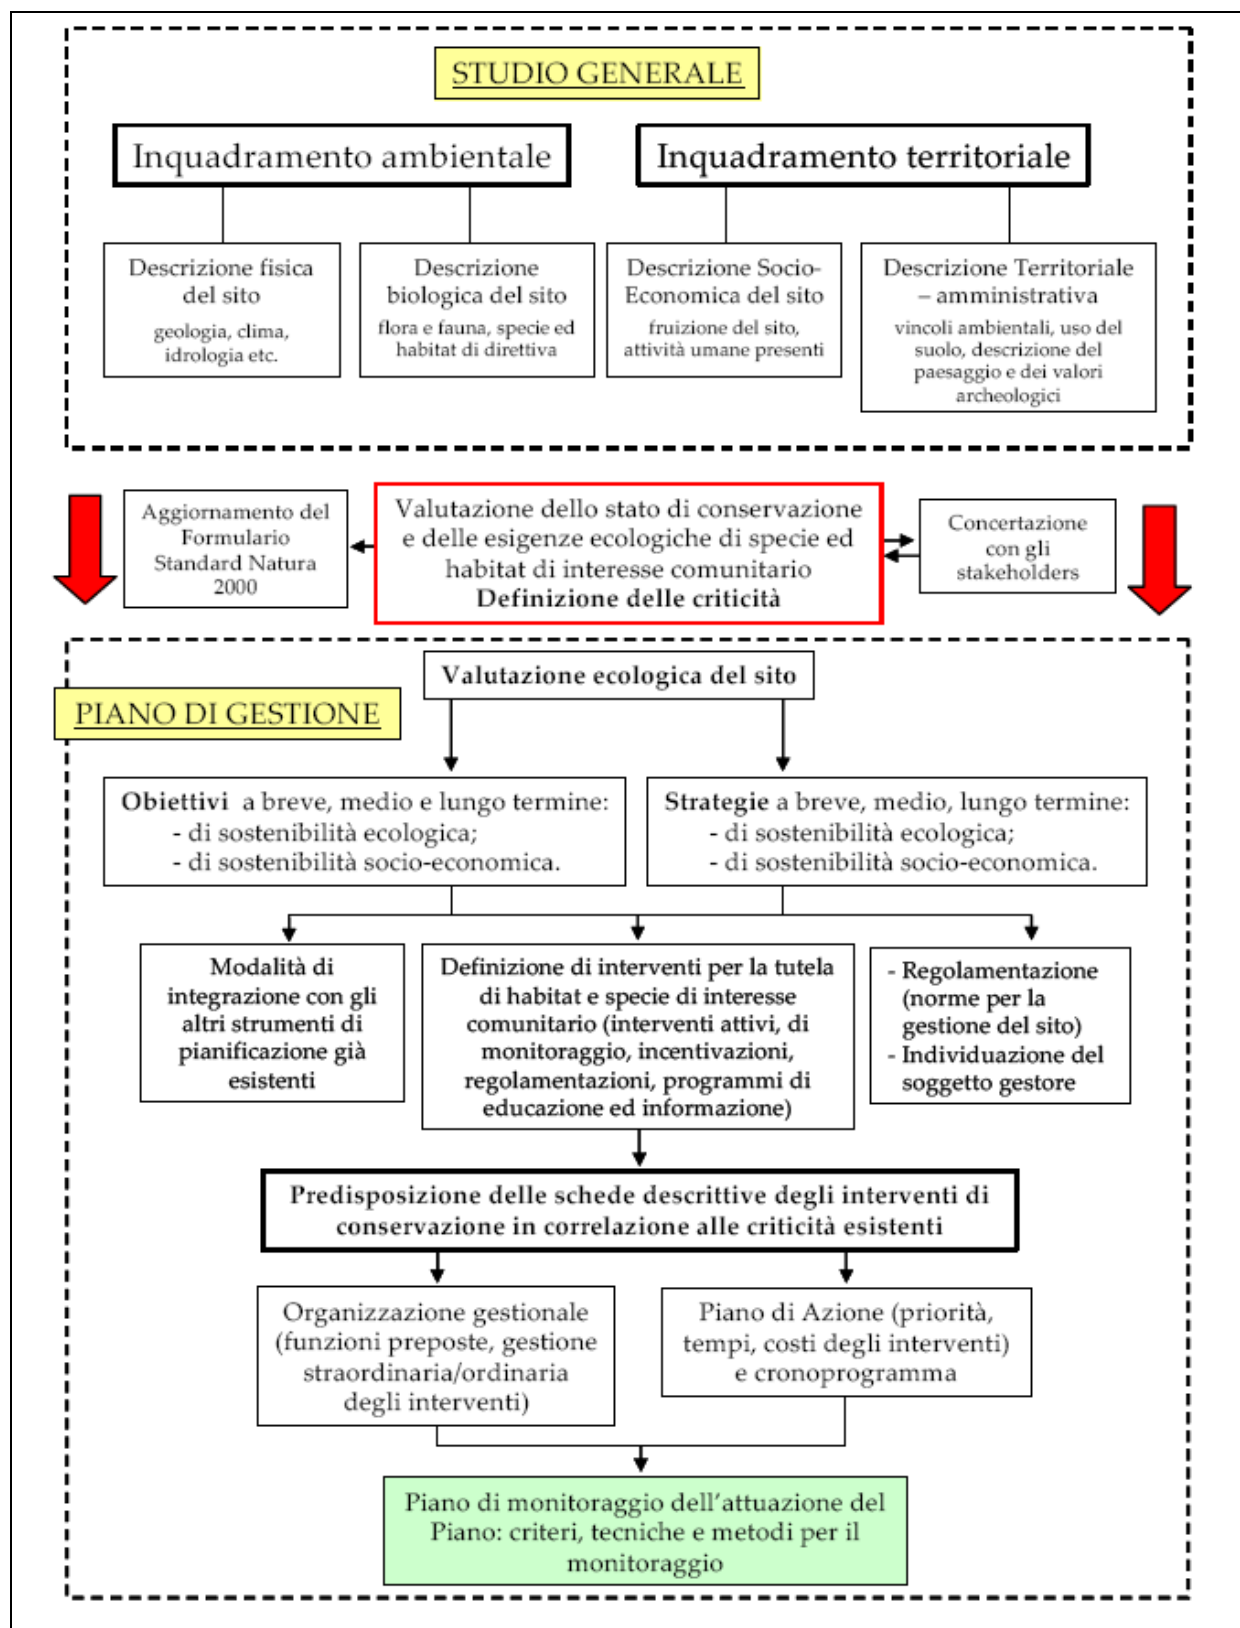 STUDIO GENERALE
Inquadramento ambientale
Inquadramento territoriale
Descrizione fisica
del sito
geologia, clima,
idrologia etc.
Descrizione
biologica del sito
flora e fauna, specie ed
habitat di direttiva
Descrizione Socio-
Economica del sito
fruizione del sito,
attività umane presenti
Descrizione Territoriale
– amministrativa
vincoli ambientali, uso del
suolo, descrizione del
paesaggio e dei valori
archeologici
Aggiornamento del
Formulario
Standard Natura
2000
Valutazione dello stato di conservazione
e delle esigenze ecologiche di specie ed
habitat di interesse comunitario
Definizione delle criticità
Concertazione
con gli
stakeholders
Valutazione ecologica del sito
PIANO DI GESTIONE
Obiettivi a breve, medio e lungo termine:
- di sostenibilità ecologica;
- di sostenibilità socio-economica.
Strategie a breve, medio, lungo termine:
- di sostenibilità ecologica;
- di sostenibilità socio-economica.
Modalità di
integrazione con gli
altri strumenti di
pianificazione già
esistenti
Definizione di interventi per la tutela
di habitat e specie di interesse
comunitario (interventi attivi, di
monitoraggio, incentivazioni,
regolamentazioni, programmi di
educazione ed informazione)
- Regolamentazione
(norme per la
gestione del sito)
- Individuazione del
soggetto gestore
Predisposizione delle schede descrittive degli interventi di
conservazione in correlazione alle criticità esistenti
Organizzazione gestionale
(funzioni preposte, gestione
straordinaria/ordinaria
degli interventi)
Piano di Azione (priorità,
tempi, costi degli interventi)
e cronoprogramma
Piano di monitoraggio dell'attuazione del
Piano: criteri, tecniche e metodi per il
monitoraggio